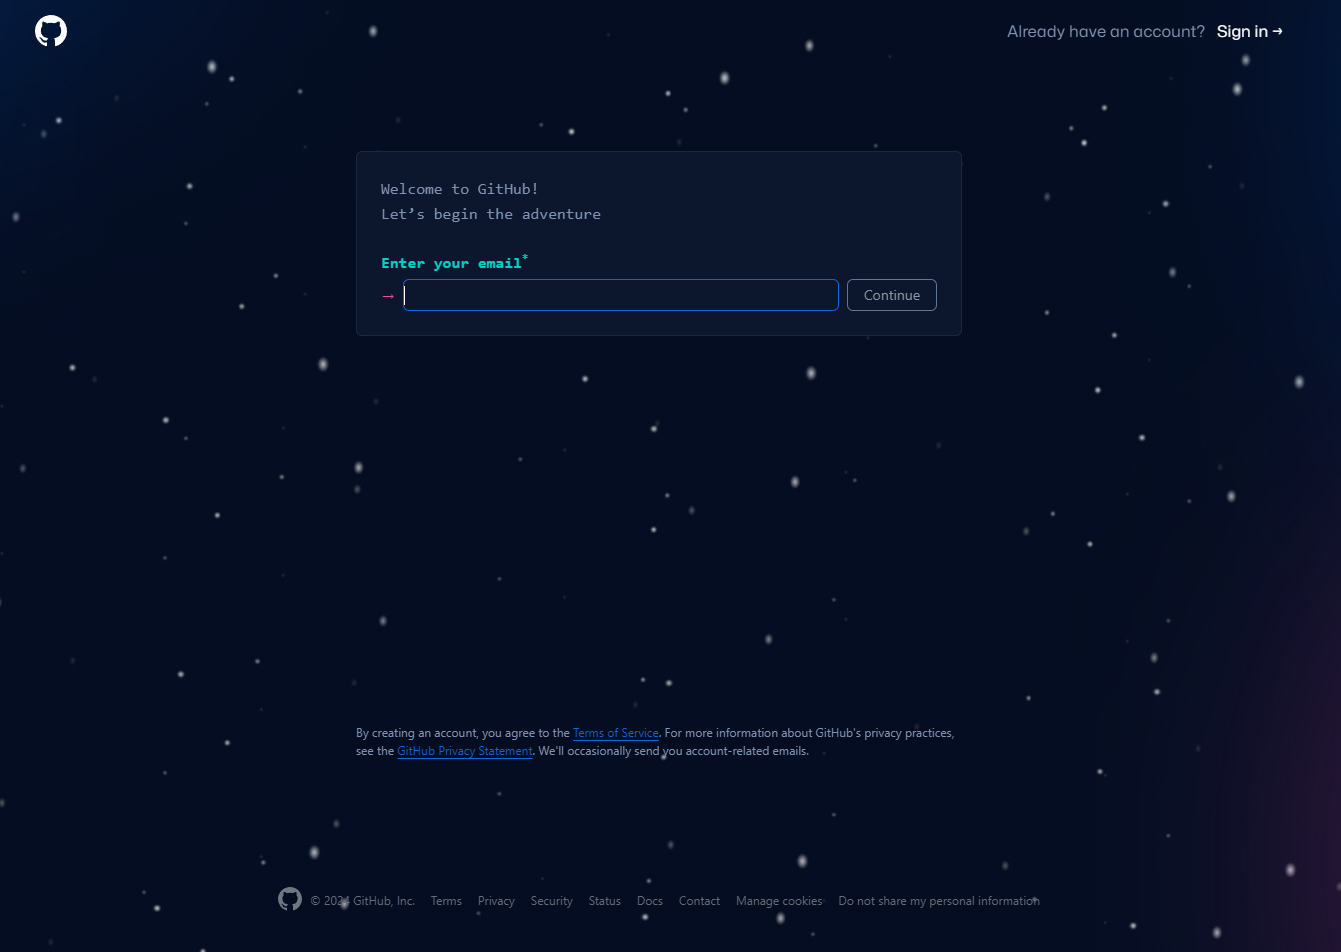 Already have an account? Sign in →
Welcome to GitHub!
Let’s begin the adventure
Enter your email*
→ Continue
By creating an account, you agree to the Terms of Service. For more information about GitHub's privacy practices,
see the GitHub Privacy Statement. We'll occasionally send you account-related emails.
© 2024 GitHub, Inc. Terms Privacy Security Status Docs Contact Manage cookies Do not share my personal information